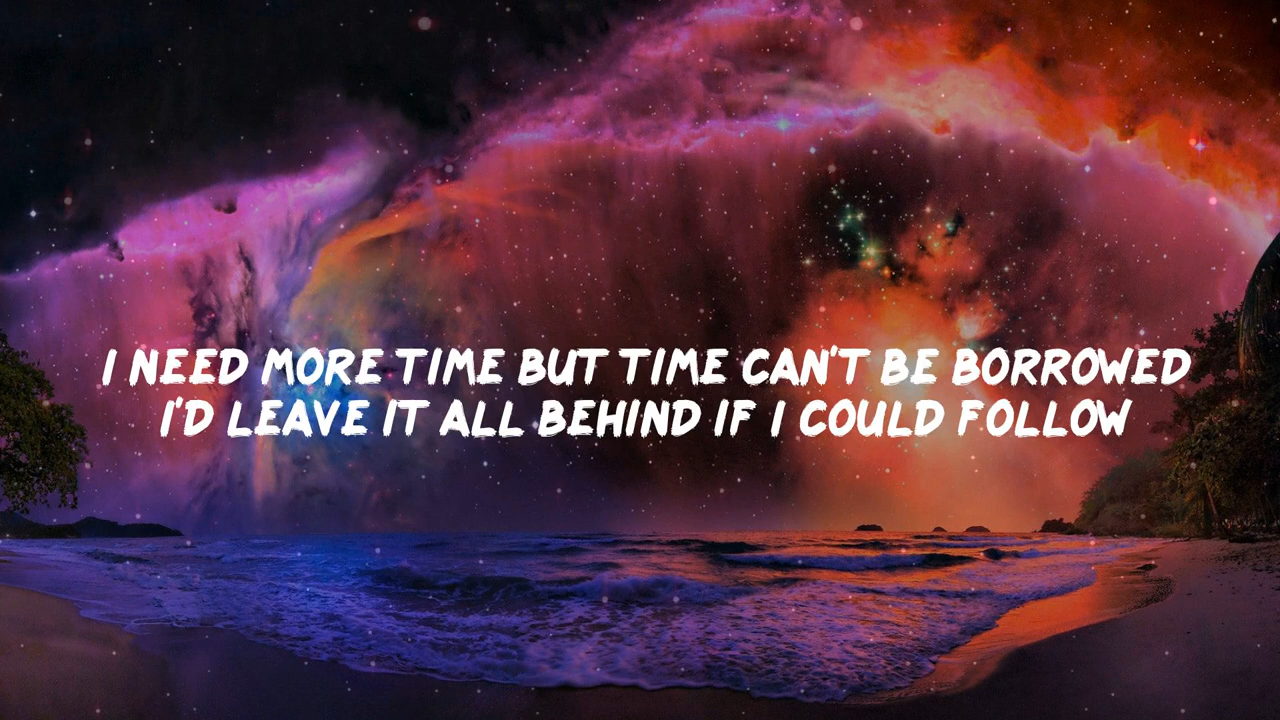 I NEED MORE TIME BUT TIME CAN'T BE BORROWED
I'D LEAVE IT ALL BEHIND IF I COULD FOLLOW